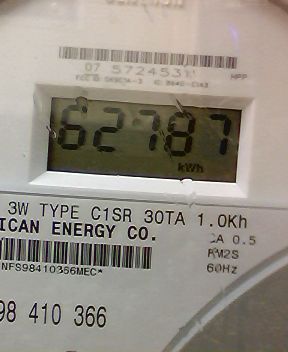 07 5724531
HPP
62787
kWh
3W TYPE C1SR 30TA 1.0Kh
ICAN ENERGY CO.
CA 0.5
RM2S
60Hz
NFS98410366MEC*
98 410 366